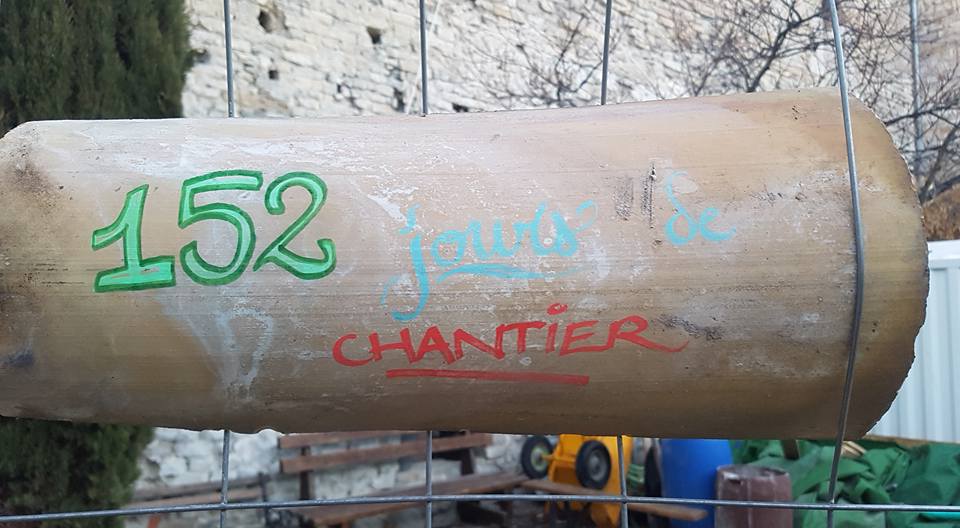 152 jours de
CHANTiER